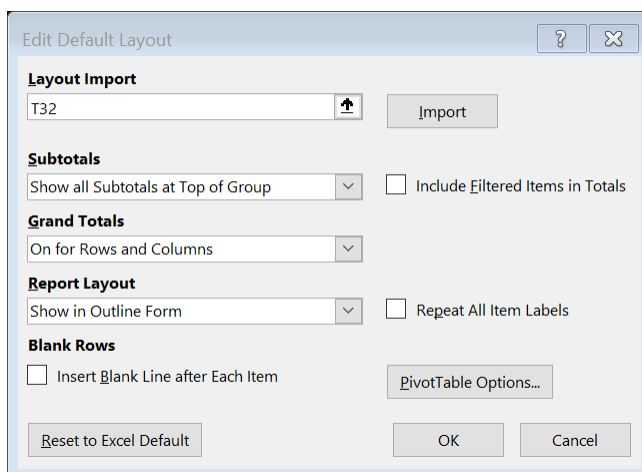 Edit Default Layout
Layout Import
T32
Import
Subtotals
Show all Subtotals at Top of Group
Include Filtered Items in Totals
Grand Totals
On for Rows and Columns
Report Layout
Show in Outline Form
Repeat All Item Labels
Blank Rows
Insert Blank Line after Each Item
PivotTable Options...
Reset to Excel Default
OK
Cancel